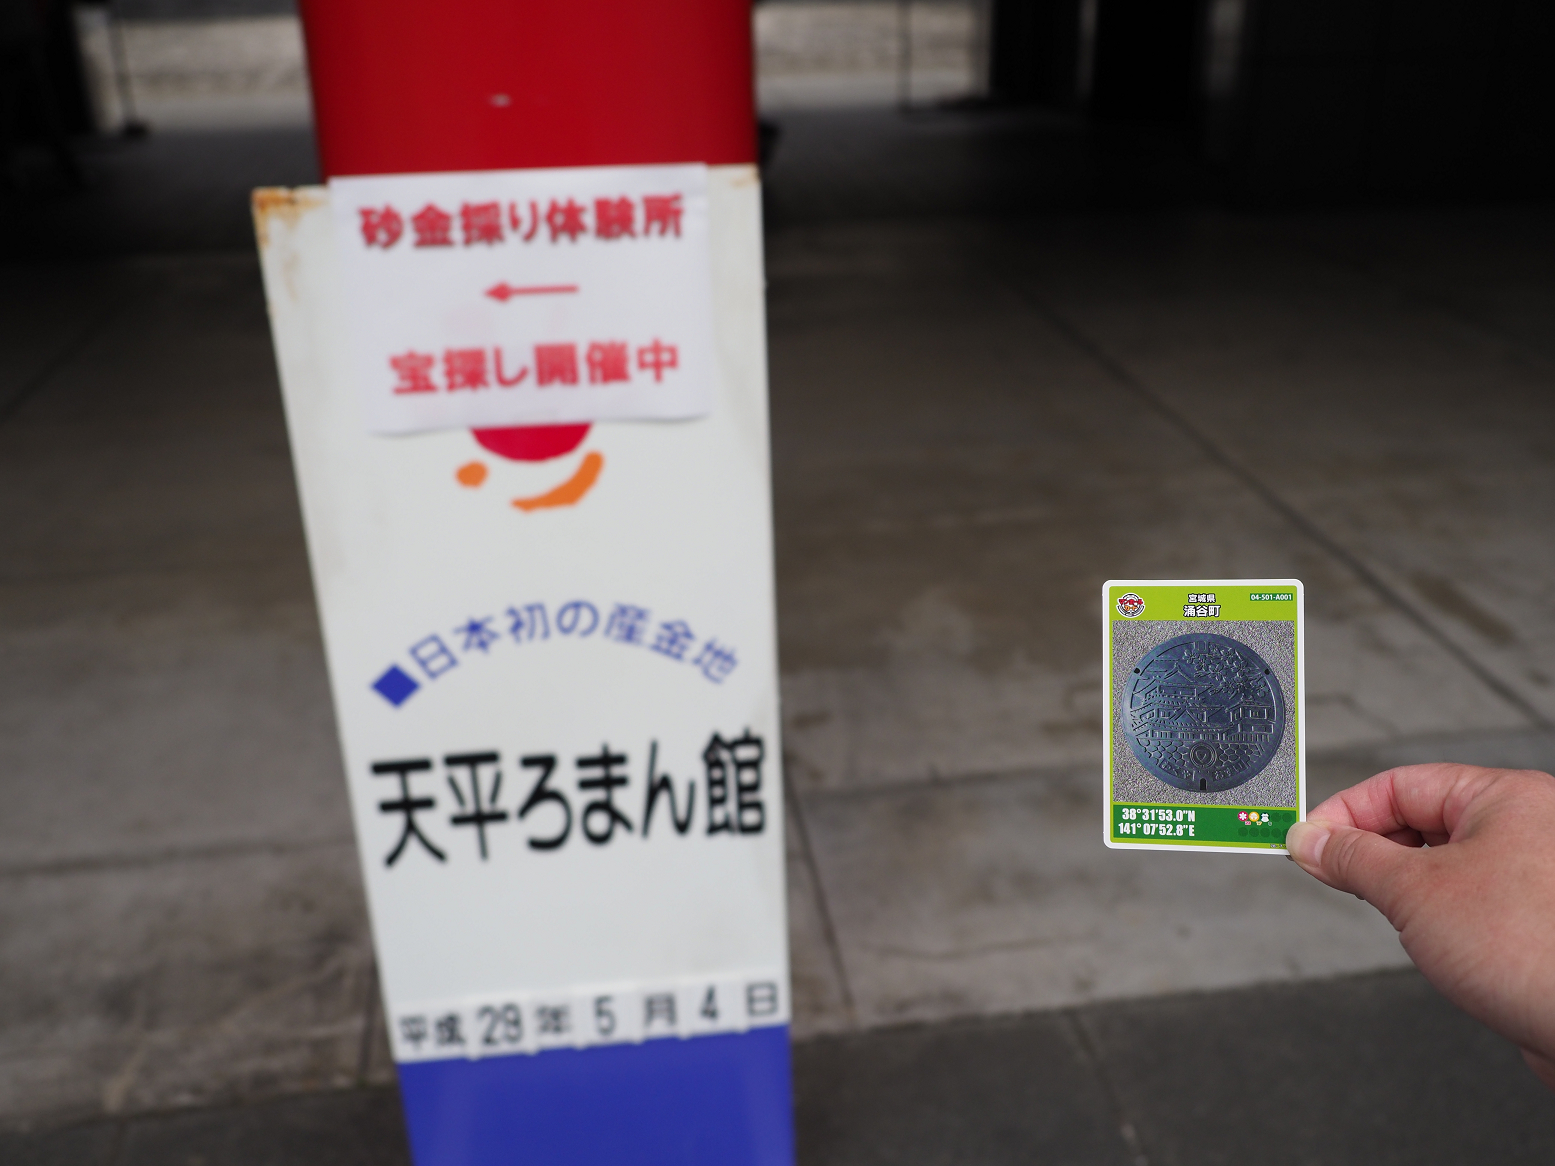 砂金採り体験所
←
宝探し開催中
◆日本初の産金地
天平ろまん館
平成 28 年 5 月 4 日
宮城県
涌谷町
04-501-A001
38°31'53.0"N
141°07'52.8"E